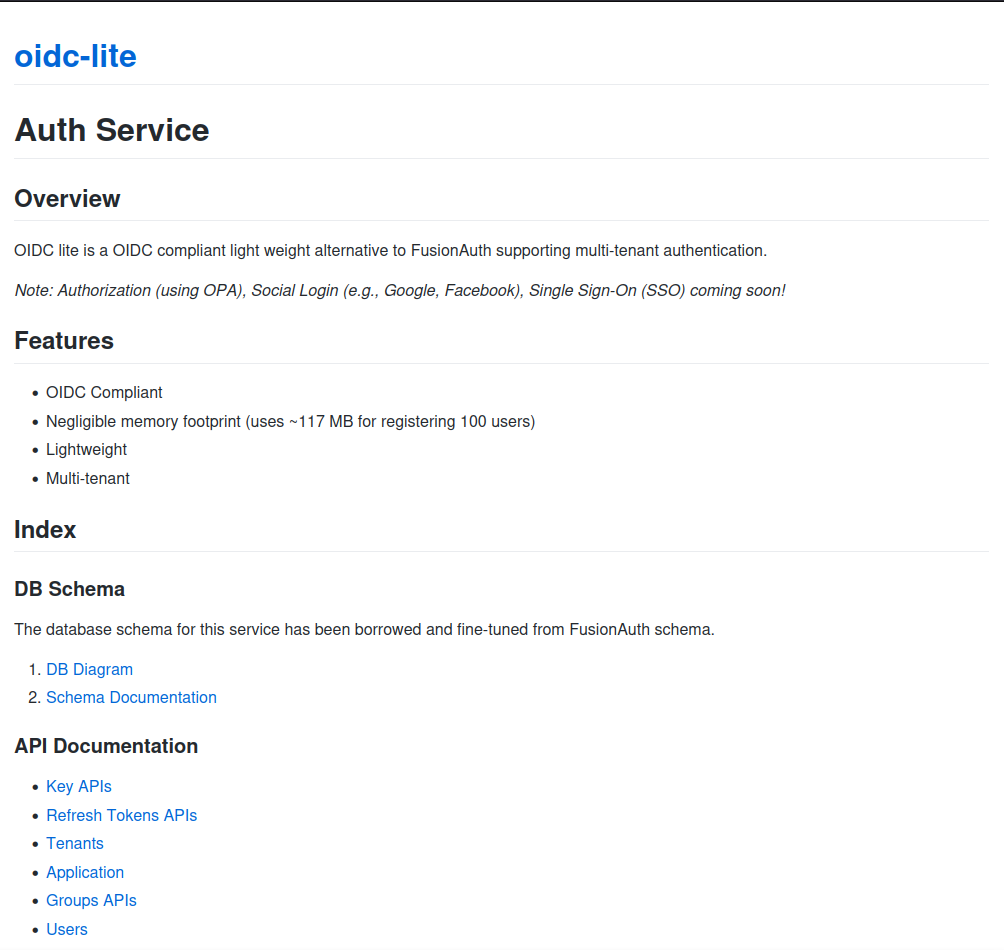 oidc-lite
Auth Service
Overview
OIDC lite is a OIDC compliant light weight alternative to FusionAuth supporting multi-tenant authentication.
Note: Authorization (using OPA), Social Login (e.g., Google, Facebook), Single Sign-On (SSO) coming soon!
Features
• OIDC Compliant
• Negligible memory footprint (uses ~117 MB for registering 100 users)
• Lightweight
• Multi-tenant
Index
DB Schema
The database schema for this service has been borrowed and fine-tuned from FusionAuth schema.
1. DB Diagram
2. Schema Documentation
API Documentation
• Key APIs
• Refresh Tokens APIs
• Tenants
• Application
• Groups APIs
• Users